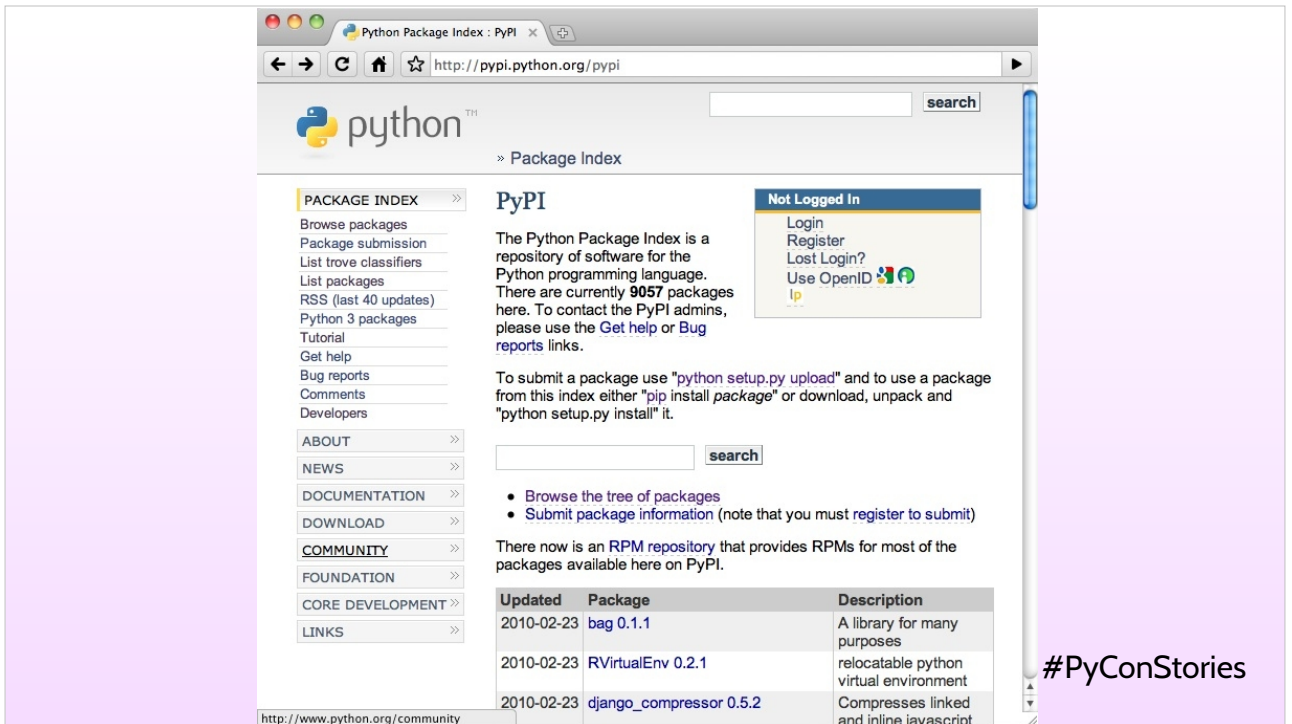 Python Package Index : PyPI
http://pypi.python.org/pypi
python™
search
» Package Index
PACKAGE INDEX »
Browse packages
Package submission
List trove classifiers
List packages
RSS (last 40 updates)
Python 3 packages
Tutorial
Get help
Bug reports
Comments
Developers
ABOUT »
NEWS »
DOCUMENTATION »
DOWNLOAD »
COMMUNITY »
FOUNDATION »
CORE DEVELOPMENT »
LINKS »
PyPI
The Python Package Index is a
repository of software for the
Python programming language.
There are currently 9057 packages
here. To contact the PyPI admins,
please use the Get help or Bug
reports links.
Not Logged In
Login
Register
Lost Login?
Use OpenID
lp
To submit a package use "python setup.py upload" and to use a package
from this index either "pip install package" or download, unpack and
"python setup.py install" it.
search
• Browse the tree of packages
• Submit package information (note that you must register to submit)
There now is an RPM repository that provides RPMs for most of the
packages available here on PyPI.
Updated Package Description
2010-02-23 bag 0.1.1 A library for many
purposes
2010-02-23 RVirtualEnv 0.2.1 relocatable python
virtual environment
2010-02-23 django_compressor 0.5.2 Compresses linked
and inline javascript
http://www.python.org/community
#PyConStories